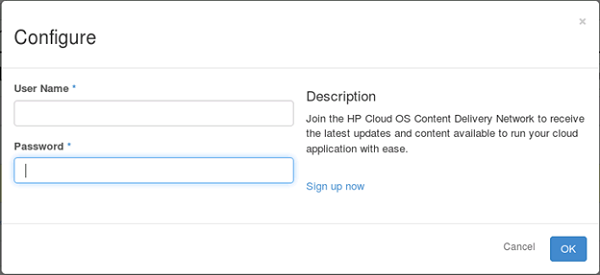 Configure
×
User Name *
Password *
Description
Join the HP Cloud OS Content Delivery Network to receive
the latest updates and content available to run your cloud
application with ease.
Sign up now
Cancel
OK